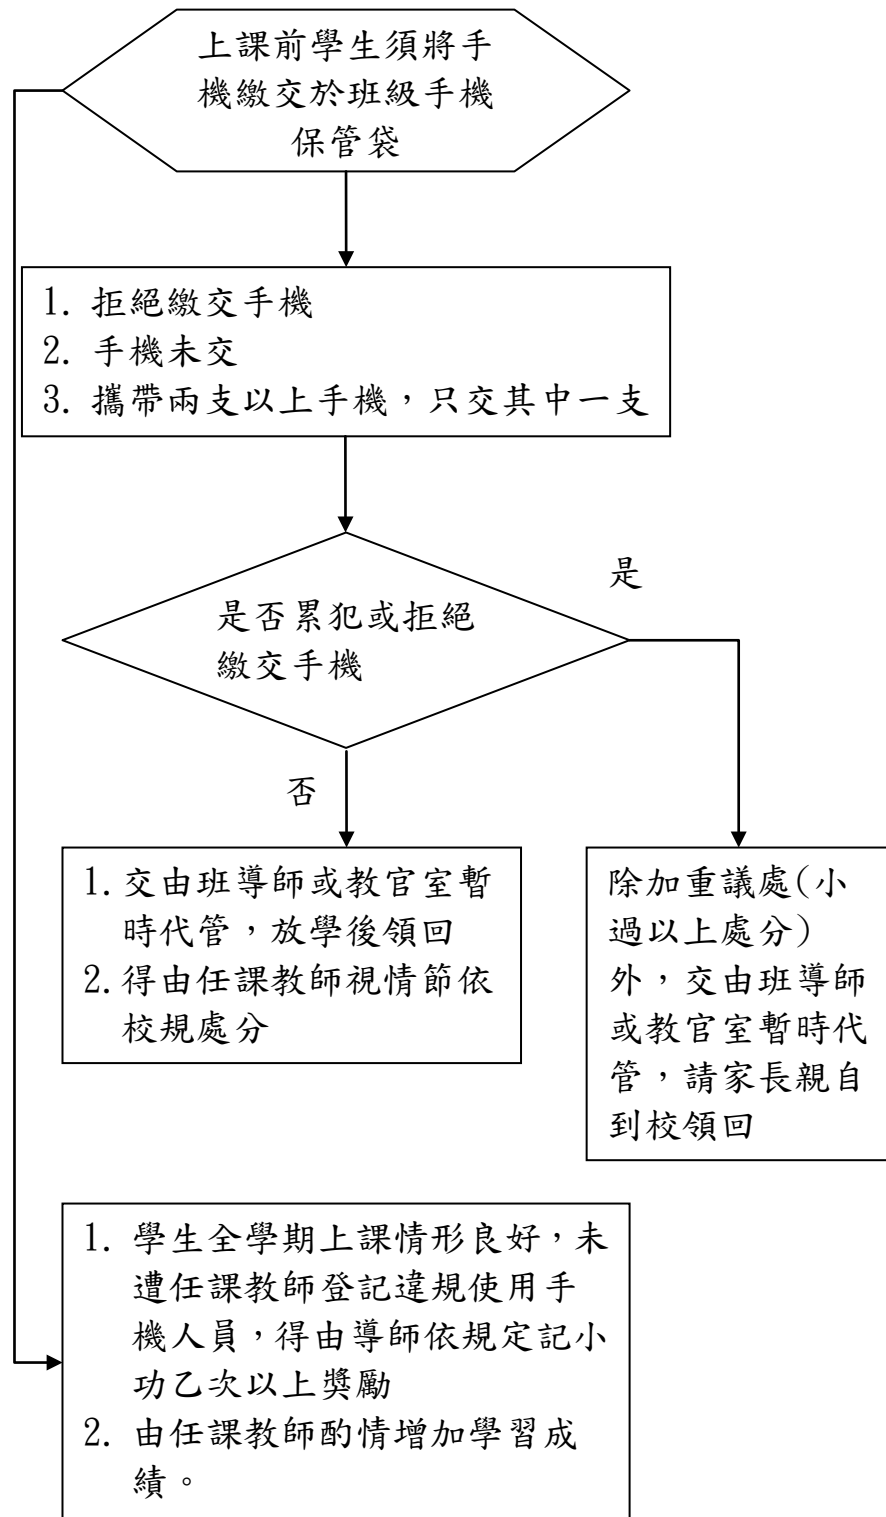 上課前學生須將手
機繳交於班級手機
保管袋
1. 拒絕繳交手機
2. 手機未交
3. 攜帶兩支以上手機，只交其中一支
是否累犯或拒絕
繳交手機
是
否
1. 交由班導師或教官室暫
時代管，放學後領回
2. 得由任課教師視情節依
校規處分
除加重議處(小
過以上處分)
外，交由班導師
或教官室暫時代
管，請家長親自
到校領回
1. 學生全學期上課情形良好，未
遭任課教師登記違規使用手
機人員，得由導師依規定記小
功乙次以上獎勵
2. 由任課教師酌情增加學習成
績。